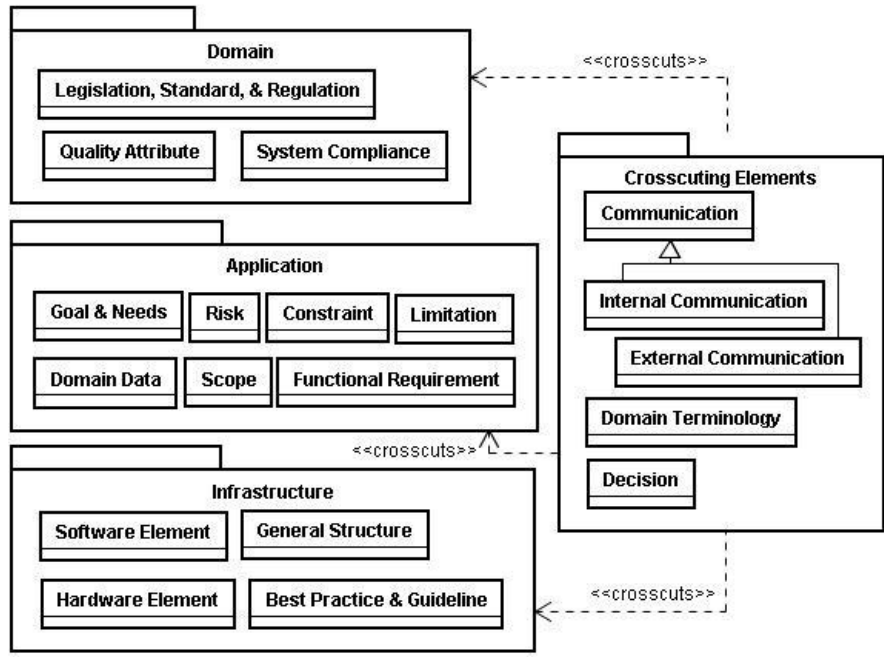 Domain
Legislation, Standard, & Regulation
Quality Attribute
System Compliance
<<crosscuts>>
Crosscuting Elements
Communication
Internal Communication
External Communication
Domain Terminology
Decision
Application
Goal & Needs
Risk
Constraint
Limitation
Domain Data
Scope
Functional Requirement
<<crosscuts>>
Infrastructure
Software Element
General Structure
Hardware Element
Best Practice & Guideline
<<crosscuts>>